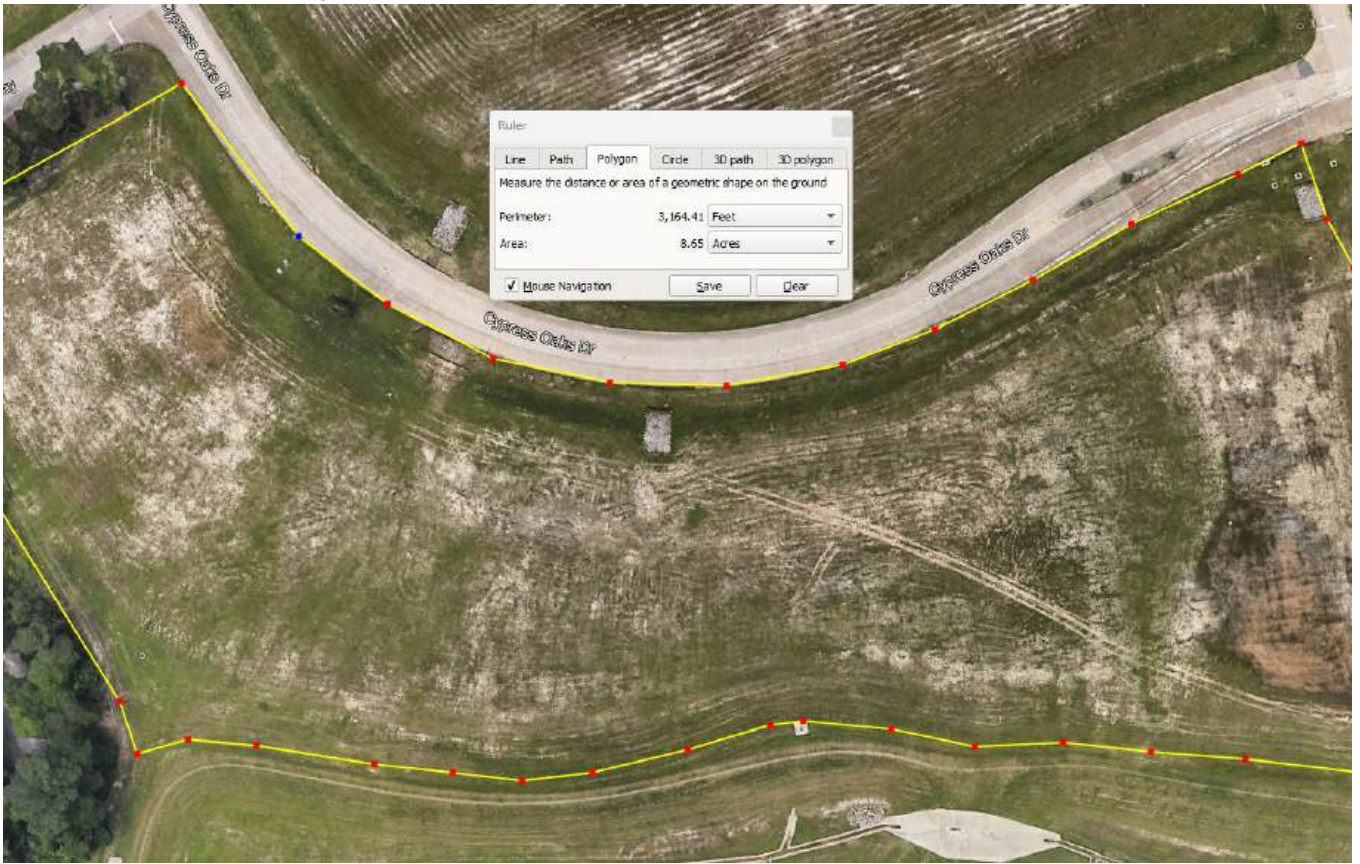 Cypress Oaks Dr
Ruler
Line Path Polygon Circle 3D path 3D polygon
Measure the distance or area of a geometric shape on the ground
Perimeter: 3,164.41 Feet
Area: 8.65 Acres
Mouse Navigation Save Clear
Cypress Oaks Dr
Cypress Oaks Dr